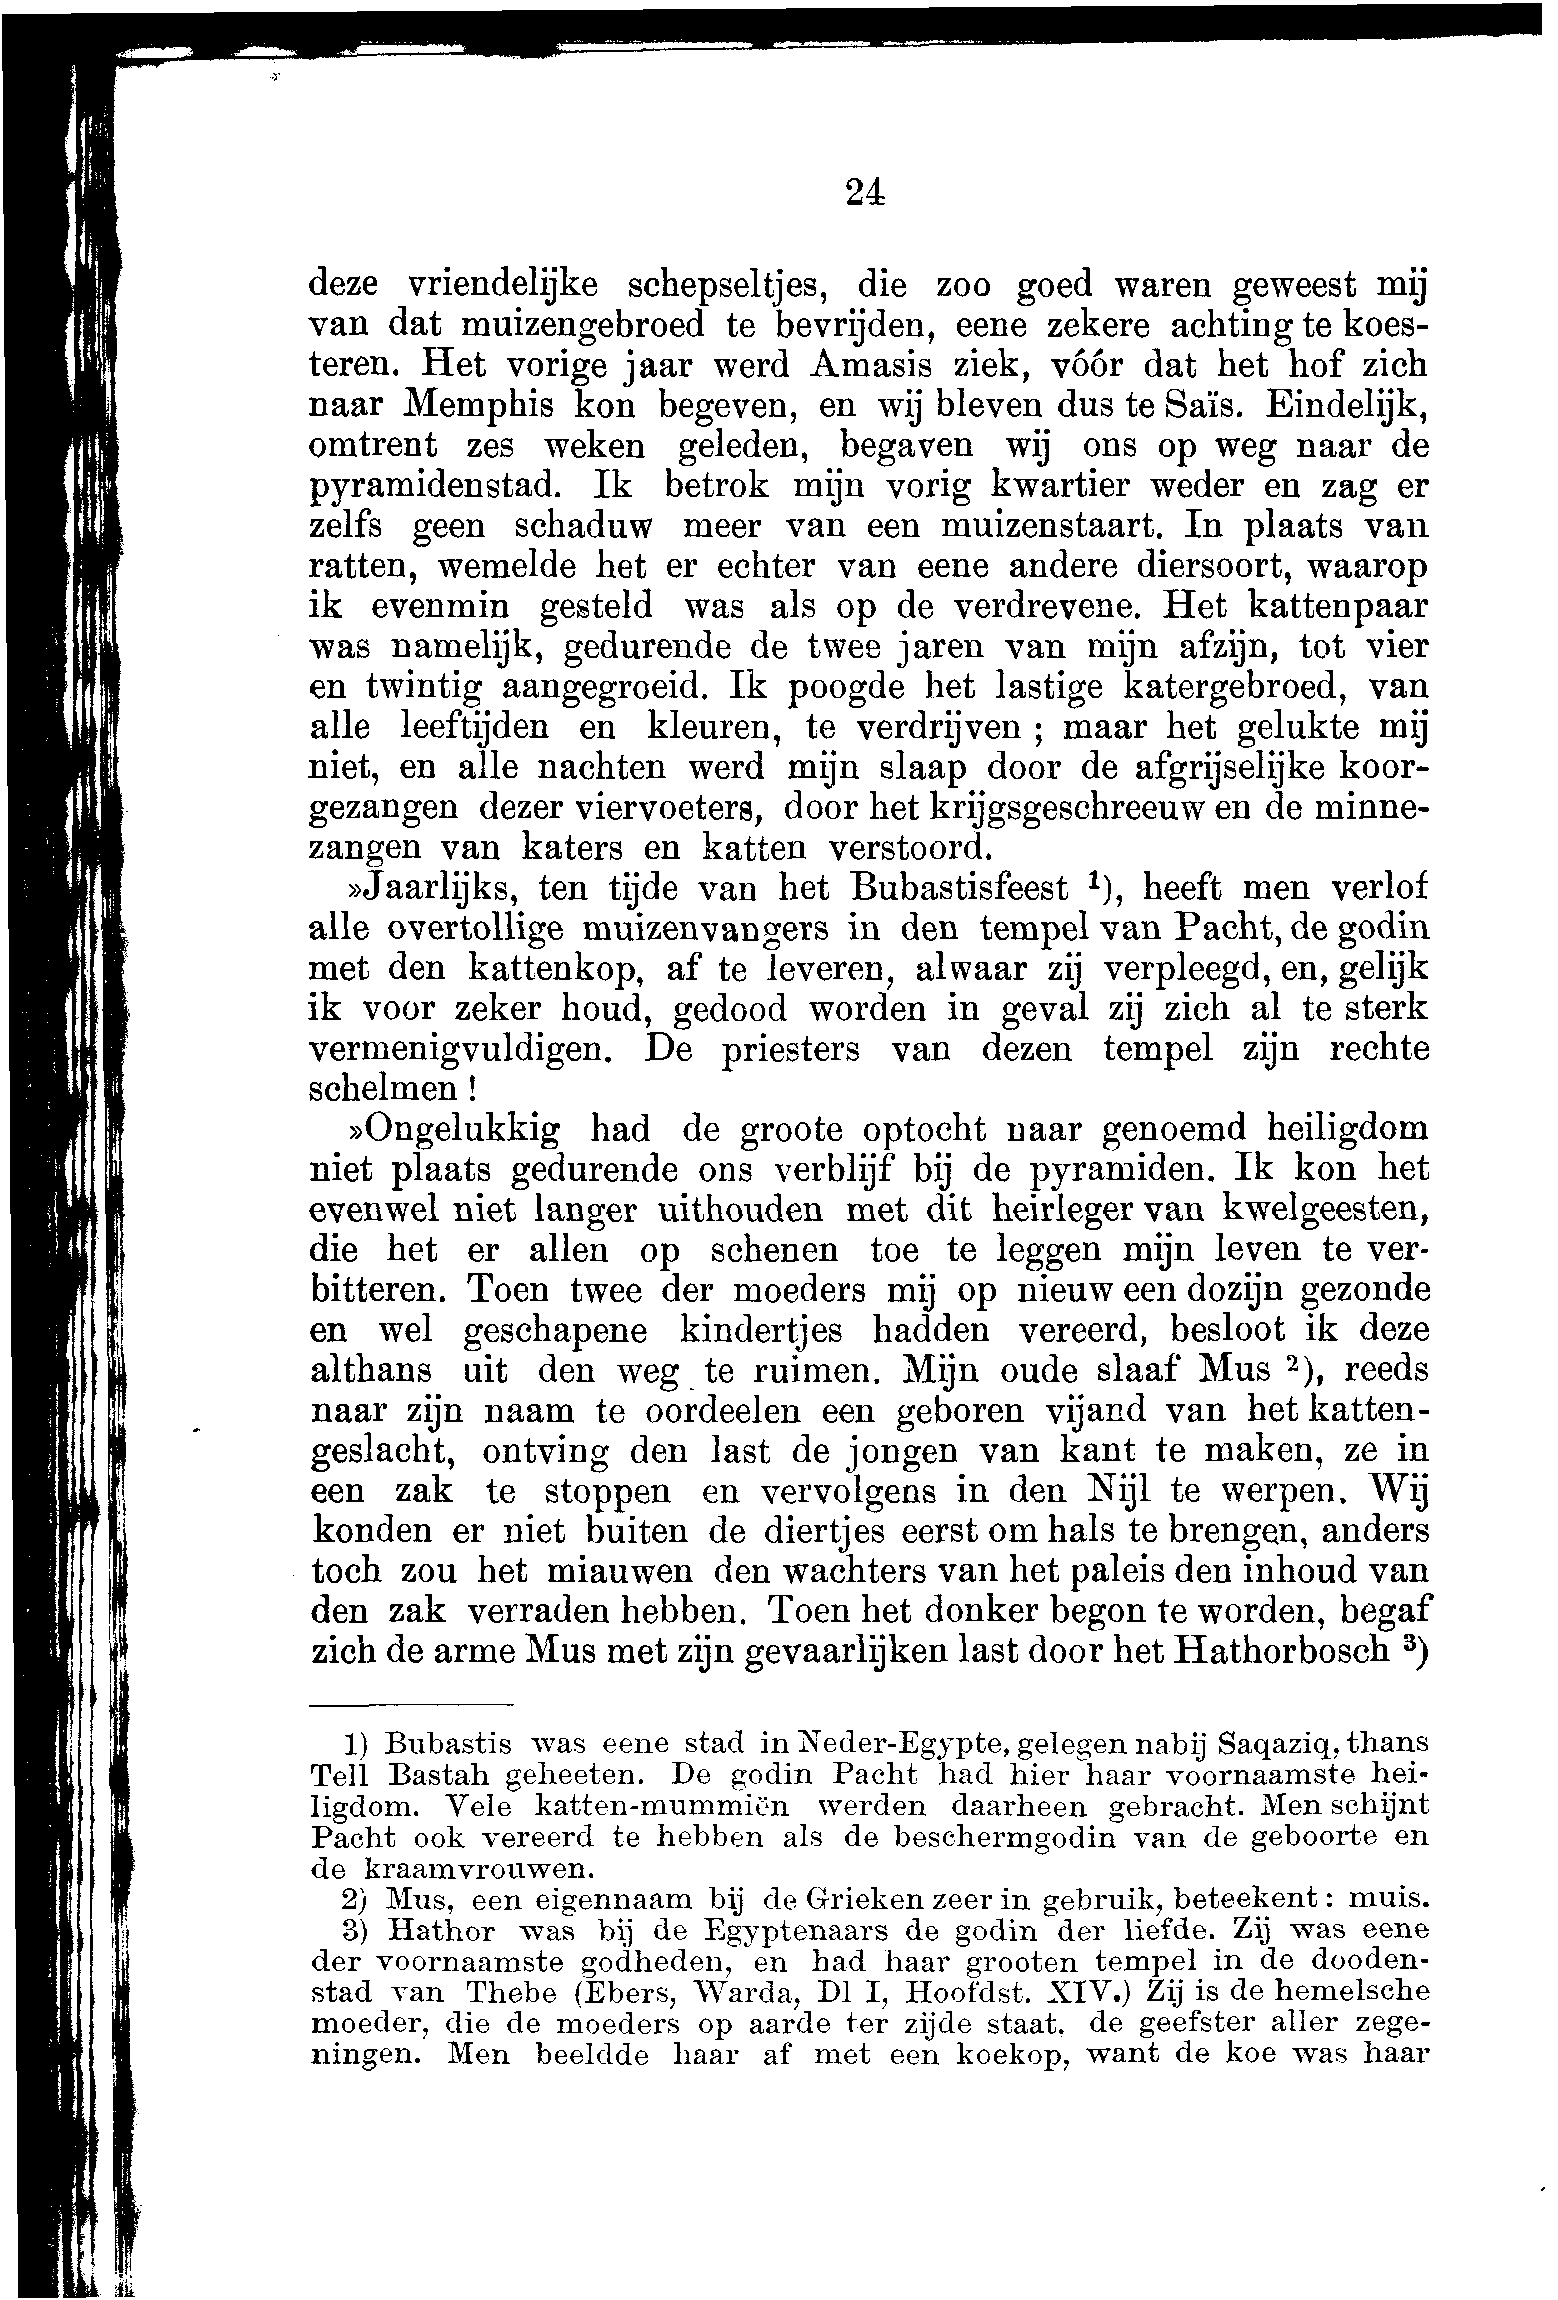 24
deze vriendelijke schepseltjes, die zoo goed waren geweest mij
van dat muizengebroed te bevrijden, eene zekere achting te koes-
teren. Het vorige jaar werd Amasis ziek, vóór dat het hof zich
naar Memphis kon begeven, en wij bleven dus te Saïs. Eindelijk,
omtrent zes weken geleden, begaven wij ons op weg naar de
pyramidenstad. Ik betrok mijn vorig kwartier weder en zag er
zelfs geen schaduw meer van een muizenstaart. In plaats van
ratten, wemelde het er echter van eene andere diersoort, waarop
ik evenmin gesteld was als op de verdrevene. Het kattenpaar
was namelijk, gedurende de twee jaren van mijn afzijn, tot vier
en twintig aangegroeid. Ik poogde het lastige katergebroed, van
alle leeftijden en kleuren, te verdrijven ; maar het gelukte mij
niet, en alle nachten werd mijn slaap door de afgrijselijke koor-
gezangen dezer viervoeters, door het krijgsgeschreeuw en de minne-
zangen van katers en katten verstoord.
»Jaarlijks, ten tijde van het Bubastisfeest ¹), heeft men verlof
alle overtollige muizenvangers in den tempel van Pacht, de godin
met den kattenkop, af te leveren, alwaar zij verpleegd, en, gelijk
ik voor zeker houd, gedood worden in geval zij zich al te sterk
vermenigvuldigen. De priesters van dezen tempel zijn rechte
schelmen !
»Ongelukkig had de groote optocht naar genoemd heiligdom
niet plaats gedurende ons verblijf bij de pyramiden. Ik kon het
evenwel niet langer uithouden met dit heirleger van kwelgeesten,
die het er allen op schenen toe te leggen mijn leven te ver-
bitteren. Toen twee der moeders mij op nieuw een dozijn gezonde
en wel geschapene kindertjes hadden vereerd, besloot ik deze
althans uit den weg te ruimen. Mijn oude slaaf Mus ²), reeds
naar zijn naam te oordeelen een geboren vijand van het katten-
geslacht, ontving den last de jongen van kant te maken, ze in
een zak te stoppen en vervolgens in den Nijl te werpen. Wij
konden er niet buiten de diertjes eerst om hals te brengen, anders
toch zou het miauwen den wachters van het paleis den inhoud van
den zak verraden hebben. Toen het donker begon te worden, begaf
zich de arme Mus met zijn gevaarlijken last door het Hathorbosch ³)
1) Bubastis was eene stad in Neder-Egypte, gelegen nabij Saqaziq, thans
Tell Bastah geheeten. De godin Pacht had hier haar voornaamste hei-
ligdom. Vele katten-mummiën werden daarheen gebracht. Men schijnt
Pacht ook vereerd te hebben als de beschermgodin van de geboorte en
de kraamvrouwen.
2) Mus, een eigennaam bij de Grieken zeer in gebruik, beteekent : muis.
3) Hathor was bij de Egyptenaars de godin der liefde. Zij was eene
der voornaamste godheden, en had haar grooten tempel in de dooden-
stad van Thebe (Ebers, Warda, Dl I, Hoofdst. XIV.) Zij is de hemelsche
moeder, die de moeders op aarde ter zijde staat. de geefster aller zege-
ningen. Men beeldde haar af met een koekop, want de koe was haar